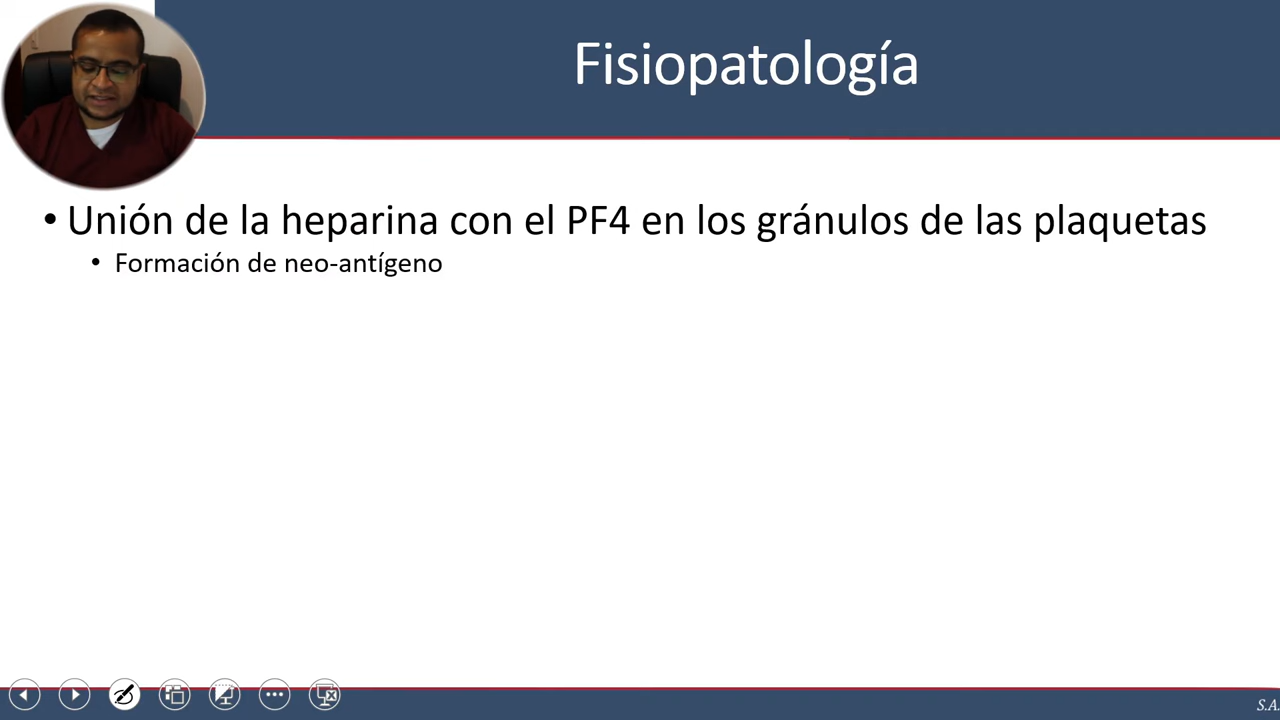 Fisiopatología
• Unión de la heparina con el PF4 en los gránulos de las plaquetas
• Formación de neo-antígeno
S.A.